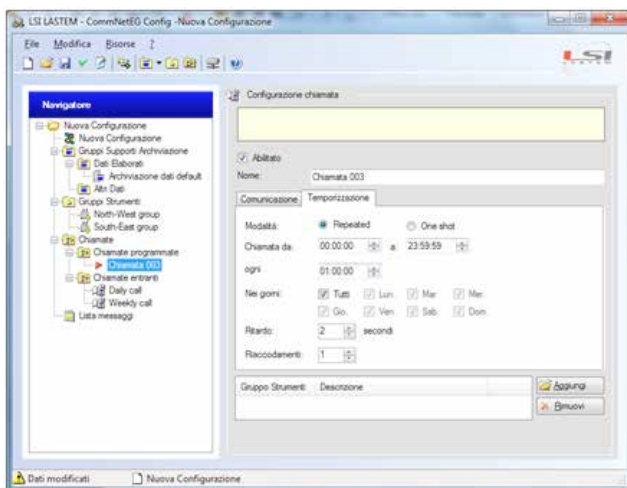 LSI LASTEM - CommNetEG Config -Nuova Configurazione
File Modifica Risorse ?
LSI
LASTEM
Navigatore
Nuova Configurazione
Nuova Configurazione
Gruppi Supporti Archiviazione
Dati Elaborati
Archiviazione dati default
Altri Dati
Gruppi Strumenti
North-West group
South-East group
Chiamate
Chiamate programmate
Chiamata 003
Chiamate entranti
Daily call
Weekly call
Lista messaggi
Configurazione chiamata
Abilitato
Nome: Chiamata 003
Comunicazione Temporizzazione
Modalità: Repeated One shot
Chiamata da: 00:00:00 a 23:59:59
ogni 01:00:00
Nei giorni: Tutti Lun. Mar Mer.
Gio. Ven. Sab. Dom.
Ritardo: 2 secondi
Raccodamenti: 1
Gruppo Strumenti Descrizione
Aggiungi
Rimuovi
Dati modificati Nuova Configurazione